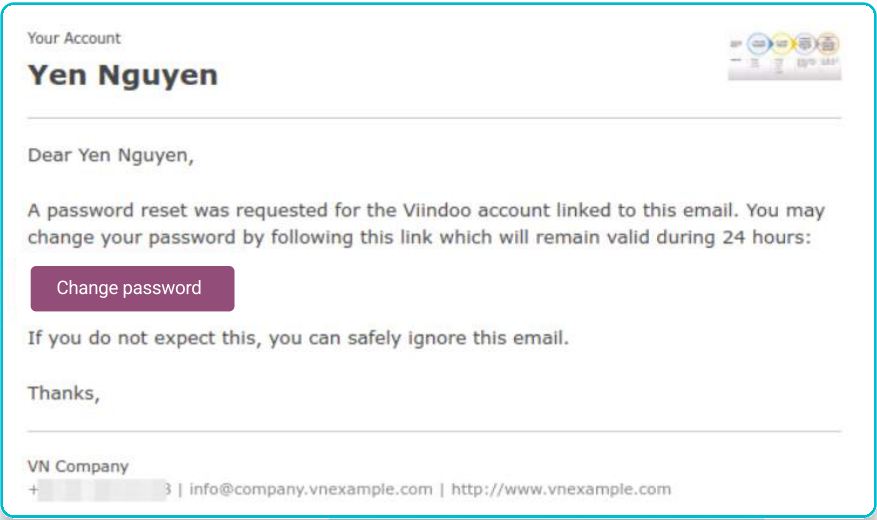 Your Account
Yen Nguyen
Dear Yen Nguyen,
A password reset was requested for the Viindoo account linked to this email. You may
change your password by following this link which will remain valid during 24 hours:
Change password
If you do not expect this, you can safely ignore this email.
Thanks,
VN Company
+ 3 | info@company.vnexample.com | http://www.vnexample.com